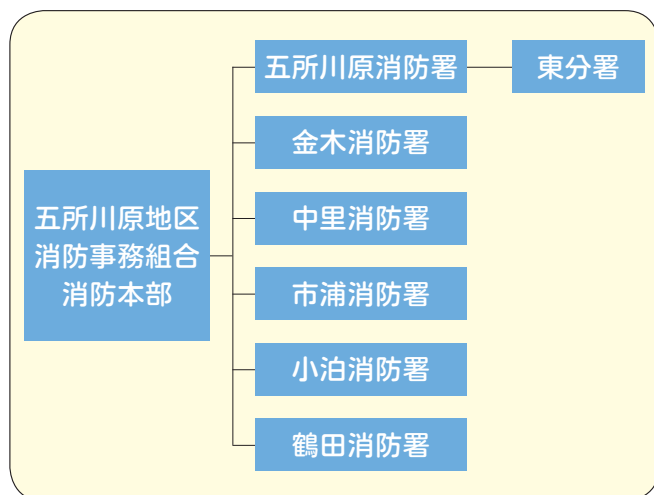 五所川原地区
消防事務組合
消防本部
五所川原消防署
東分署
金木消防署
中里消防署
市浦消防署
小泊消防署
鶴田消防署